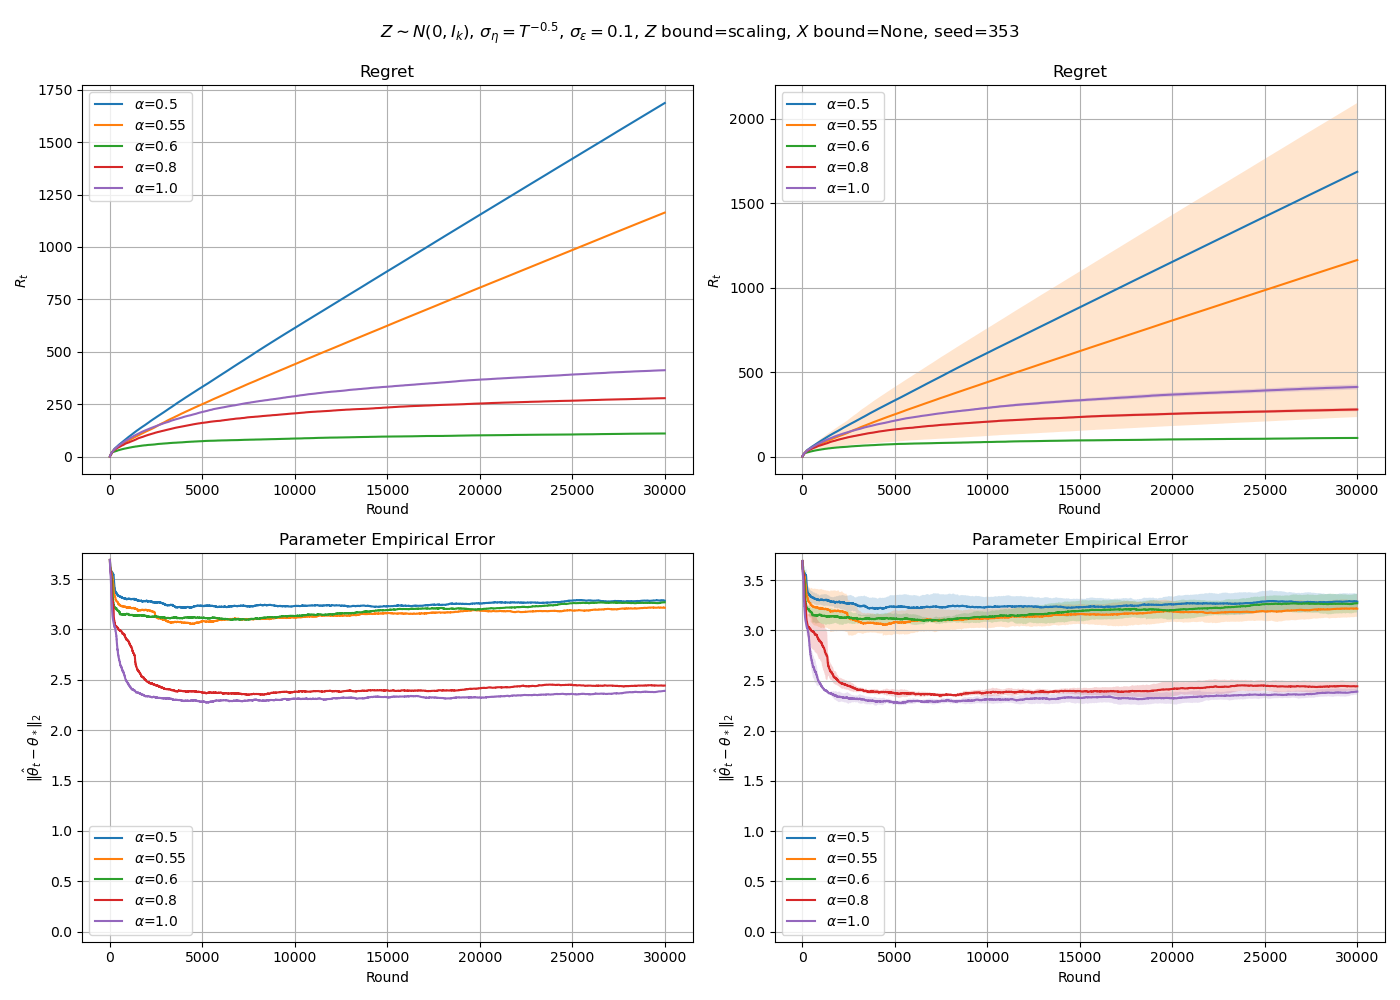 Z ∼ N(0, I_k), σ_η = T^{−0.5}, σ_ε = 0.1, Z bound=scaling, X bound=None, seed=353
Regret
1750
1500
1250
1000
750
500
250
0
R_t
α=0.5
α=0.55
α=0.6
α=0.8
α=1.0
0 5000 10000 15000 20000 25000 30000
Round
Regret
2000
1500
1000
500
0
R_t
α=0.5
α=0.55
α=0.6
α=0.8
α=1.0
0 5000 10000 15000 20000 25000 30000
Round
Parameter Empirical Error
3.5
3.0
2.5
2.0
1.5
1.0
0.5
0.0
‖θ̂_t − θ_*‖_2
α=0.5
α=0.55
α=0.6
α=0.8
α=1.0
0 5000 10000 15000 20000 25000 30000
Round
Parameter Empirical Error
3.5
3.0
2.5
2.0
1.5
1.0
0.5
0.0
‖θ̂_t − θ_*‖_2
α=0.5
α=0.55
α=0.6
α=0.8
α=1.0
0 5000 10000 15000 20000 25000 30000
Round